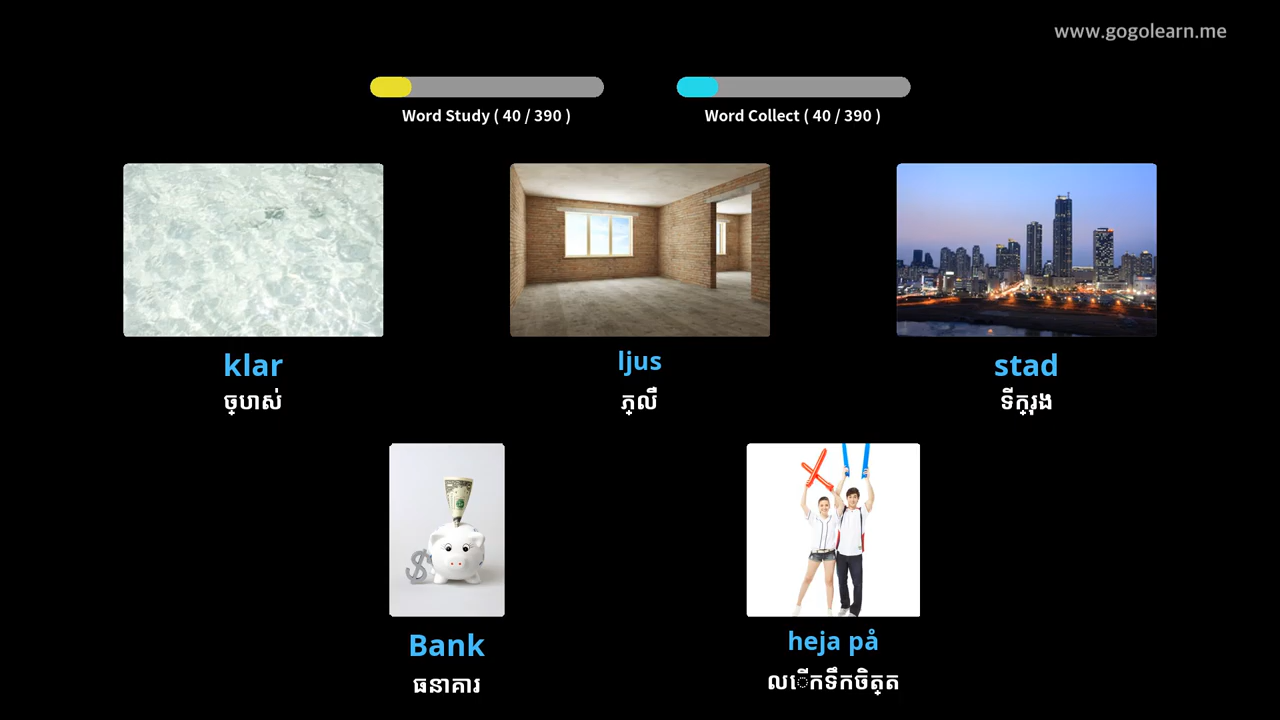 www.gogolearn.me
Word Study ( 40 / 390 )
Word Collect ( 40 / 390 )
klar
ច្បាស់
ljus
ភ្លឺ
stad
ទីក្រុង
Bank
ធនាគារ
heja på
លើកទឹកចិត្ត